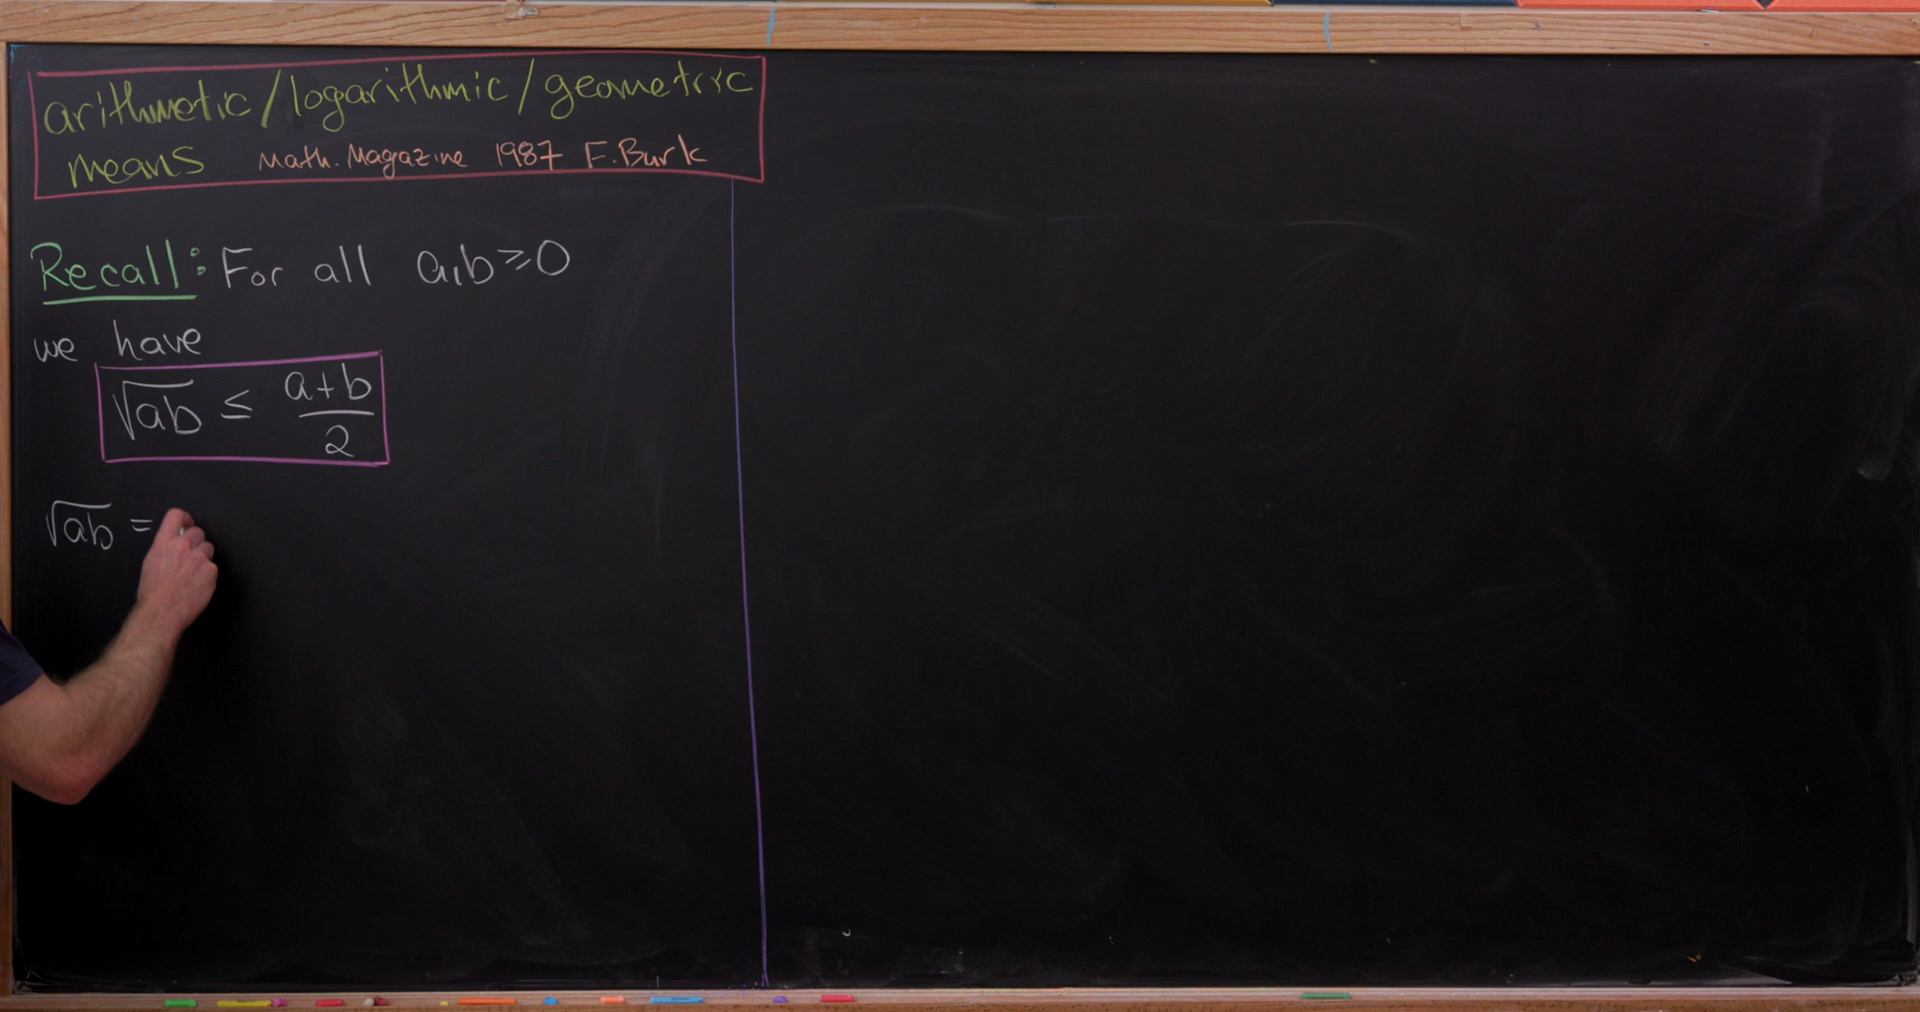 arithmetic/logarithmic/geometric
means Math. Magazine 1987 F. Burk
Recall: For all a,b≥0
we have
√ab ≤ a+b/2
√ab =